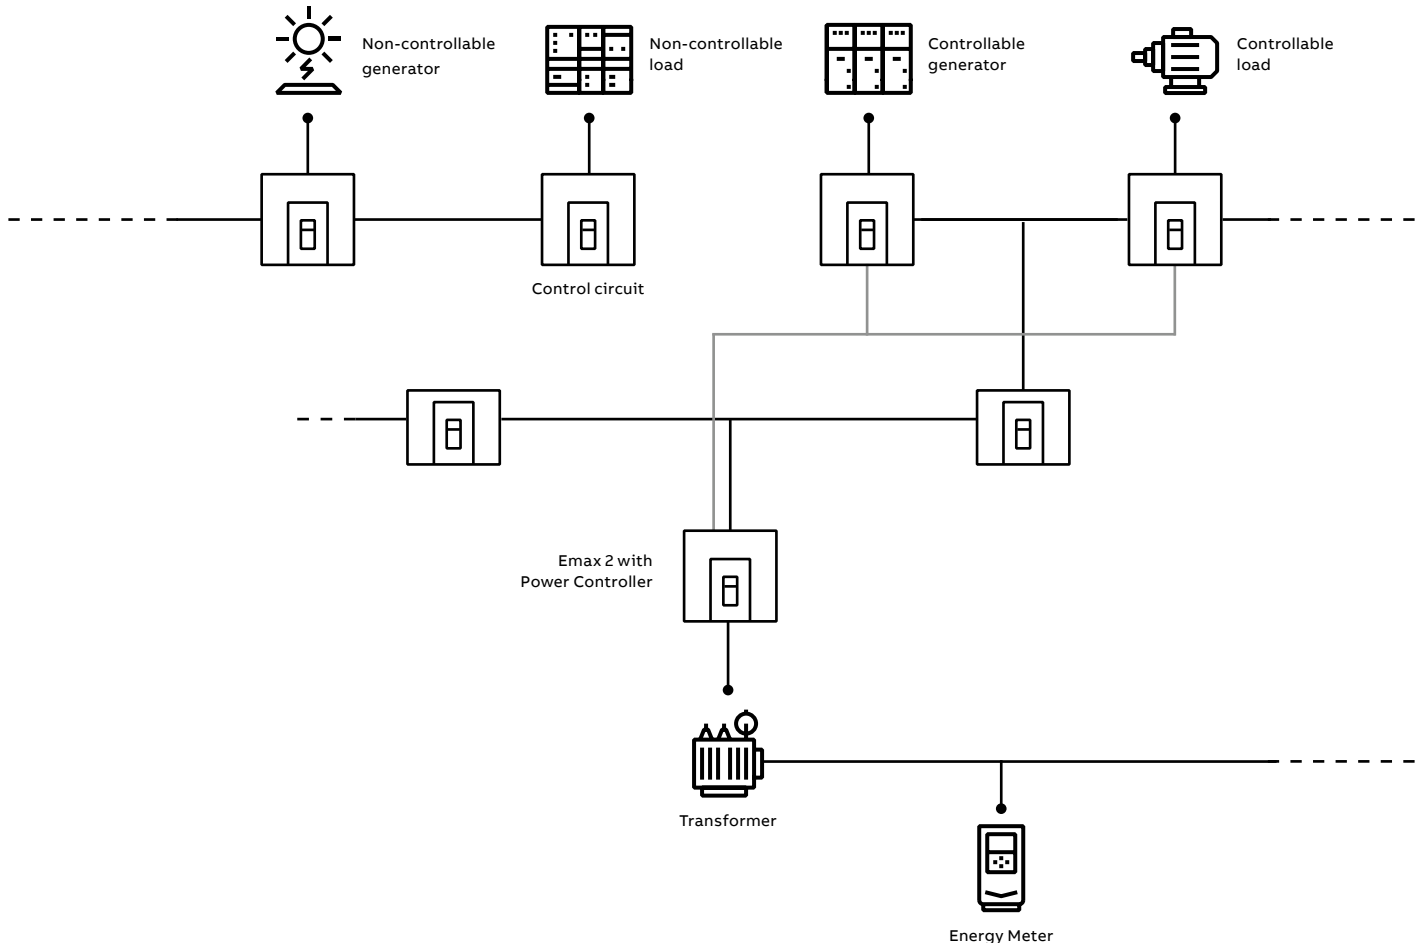 Non-controllable
generator
Non-controllable
load
Controllable
generator
Controllable
load
Control circuit
Emax 2 with
Power Controller
Transformer
Energy Meter